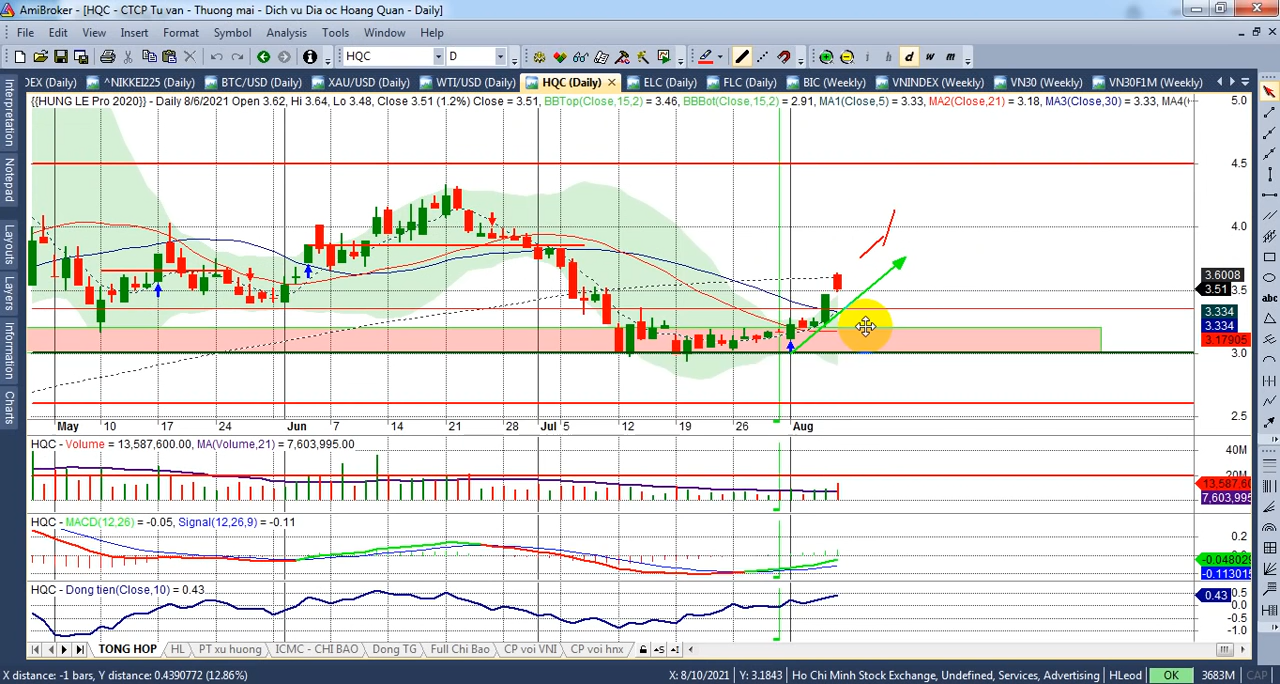 AmiBroker - [HQC - CTCP Tu van - Thuong mai - Dich vu Dia oc Hoang Quan - Daily]
File Edit View Insert Format Symbol Analysis Tools Window Help
HQC D i h d w m
DEX (Daily) ^NIKKEI225 (Daily) BTC/USD (Daily) XAU/USD (Daily) WTI/USD (Daily) HQC (Daily) ELC (Daily) FLC (Daily) BIC (Weekly) VNINDEX (Weekly) VN30 (Weekly) VN30F1M (Weekly)
Interpretation
Notepad
Layouts
Layers
Information
Charts
{{HUNG LE Pro 2020}} - Daily 8/6/2021 Open 3.62, Hi 3.64, Lo 3.48, Close 3.51 (1.2%) Close = 3.51, BBTop(Close,15,2) = 3.46, BBBot(Close,15,2) = 2.91, MA1(Close,5) = 3.33, MA2(Close,21) = 3.18, MA3(Close,30) = 3.33, MA4(
5.0
4.5
4.0
3.6008
3.5
3.51
3.334
3.334
3.17905
3.0
2.5
May 10 17 24 Jun 7 14 21 28 Jul 5 12 19 26 Aug
HQC - Volume = 13,587,600.00, MA(Volume,21) = 7,603,995.00
40M
20M
13,587,60
7,603,995
HQC - MACD(12,26) = -0.05, Signal(12,26,9) = -0.11
0.2
-0.048029
-0.113015
HQC - Dong tien(Close,10) = 0.43
0.5
0.43
0.0
-0.5
-1.0
TONG HOP HL PT xu huong ICMC - CHI BAO Dong TG Full Chi Bao CP voi VNI CP voi hnx
X distance: -1 bars, Y distance: 0.4390772 (12.86%) X: 8/10/2021 Y: 3.1843 Ho Chi Minh Stock Exchange, Undefined, Services, Advertising HLeod OK 3683M CAP
abc